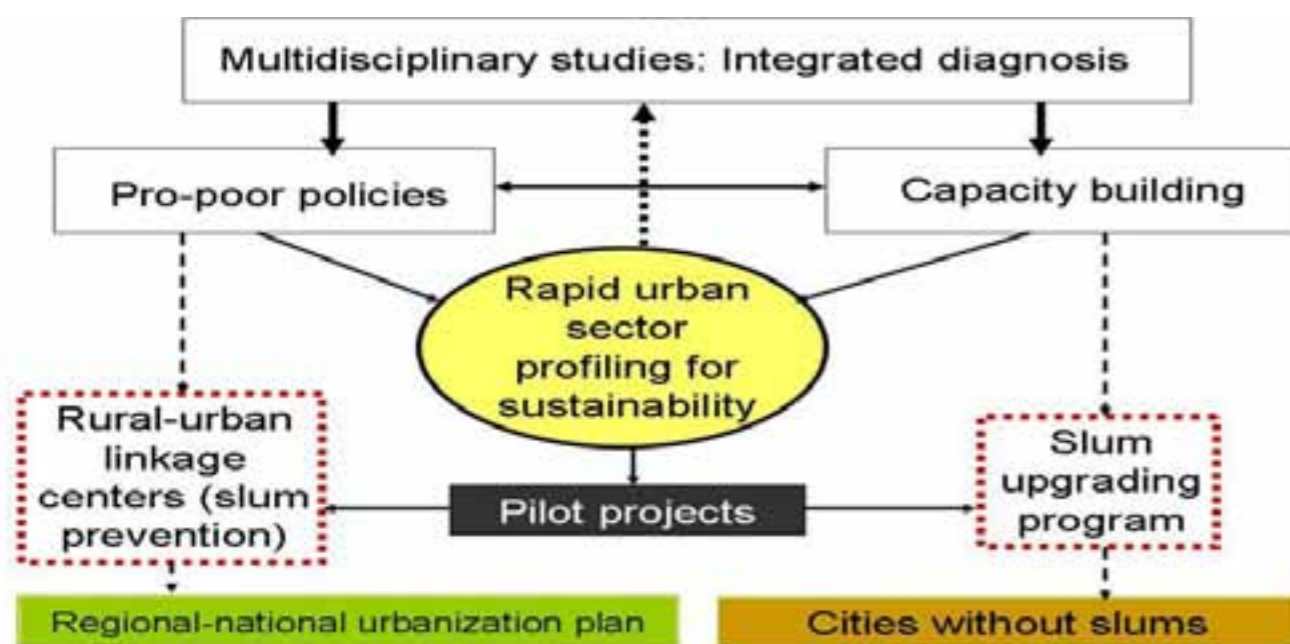 Multidisciplinary studies: Integrated diagnosis
Pro-poor policies
Capacity building
Rapid urban
sector
profiling for
sustainability
Rural-urban
linkage
centers (slum
prevention)
Pilot projects
Slum
upgrading
program
Regional-national urbanization plan
Cities without slums